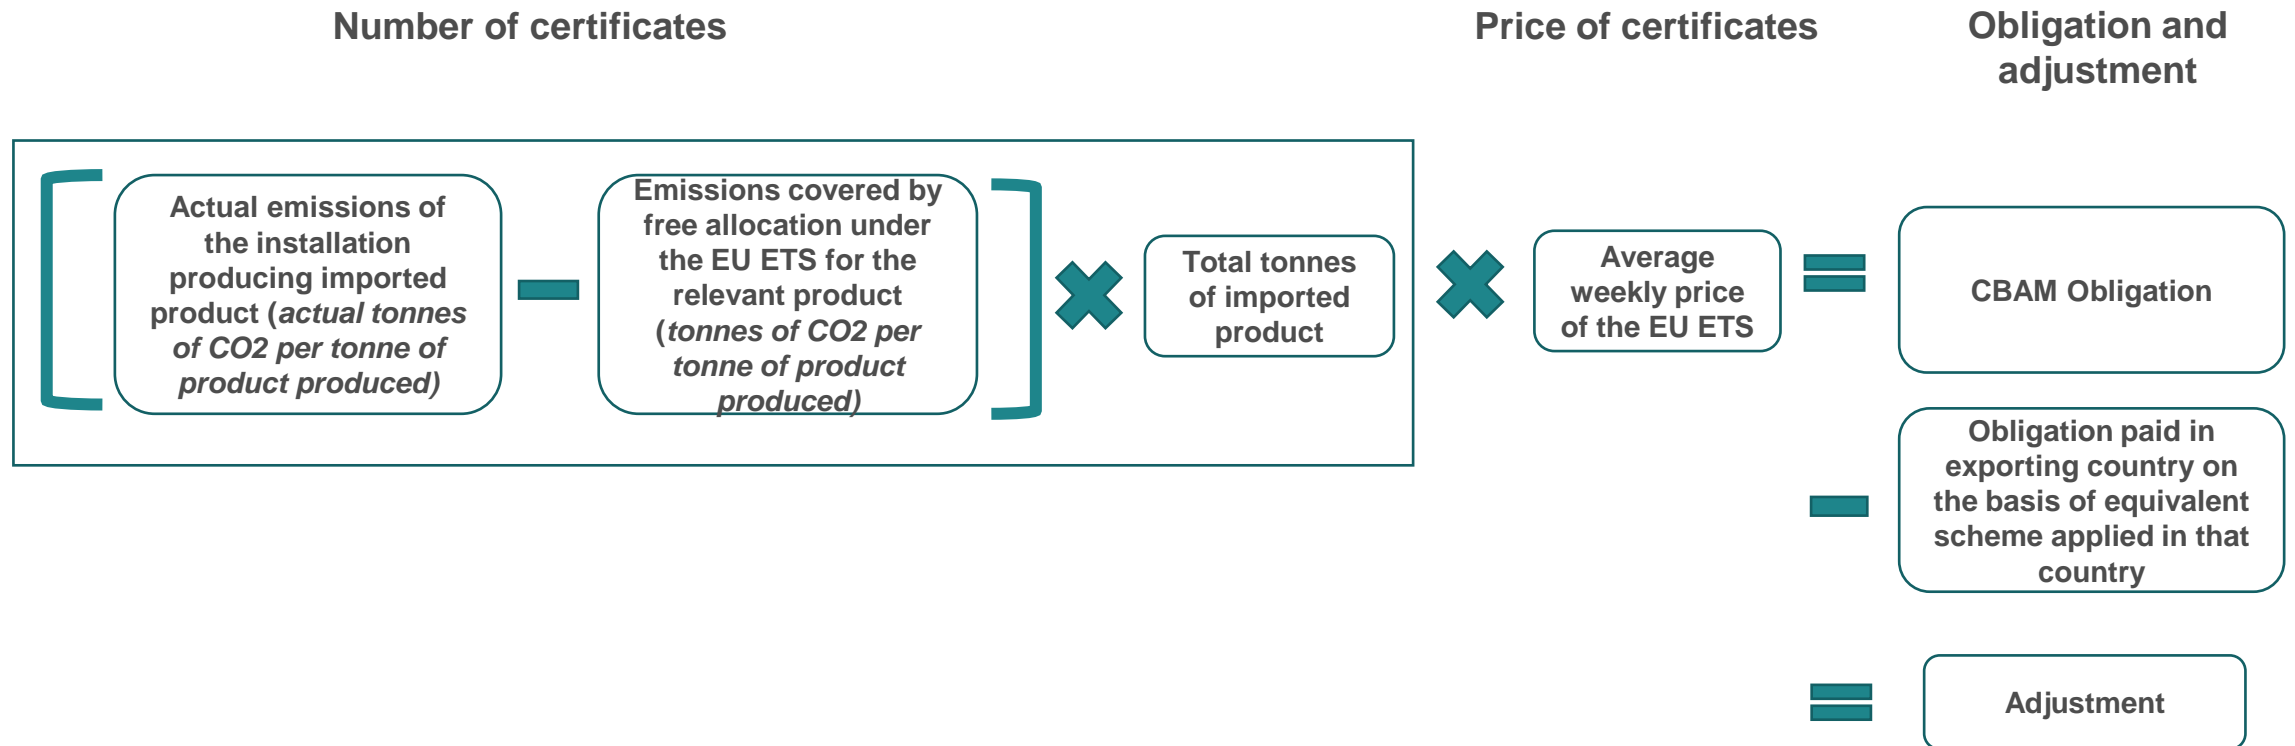 Number of certificates
Price of certificates
Obligation and
adjustment
Actual emissions of
the installation
producing imported
product (actual tonnes
of CO2 per tonne of
product produced)
Emissions covered by
free allocation under
the EU ETS for the
relevant product
(tonnes of CO2 per
tonne of product
produced)
Total tonnes
of imported
product
Average
weekly price
of the EU ETS
CBAM Obligation
Obligation paid in
exporting country on
the basis of equivalent
scheme applied in that
country
Adjustment